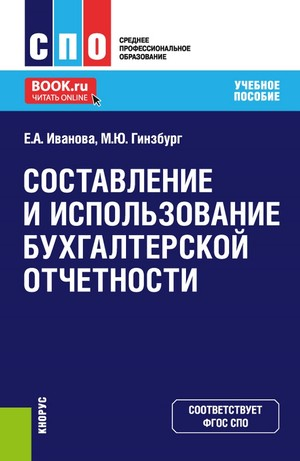 СПО
СРЕДНЕЕ
ПРОФЕССИОНАЛЬНОЕ
ОБРАЗОВАНИЕ
BOOK.ru
ЧИТАТЬ ONLINE
УЧЕБНОЕ
ПОСОБИЕ
Е.А. Иванова, М.Ю. Гинзбург
СОСТАВЛЕНИЕ
И ИСПОЛЬЗОВАНИЕ
БУХГАЛТЕРСКОЙ
ОТЧЕТНОСТИ
КНОРУС
СООТВЕТСТВУЕТ
ФГОС СПО